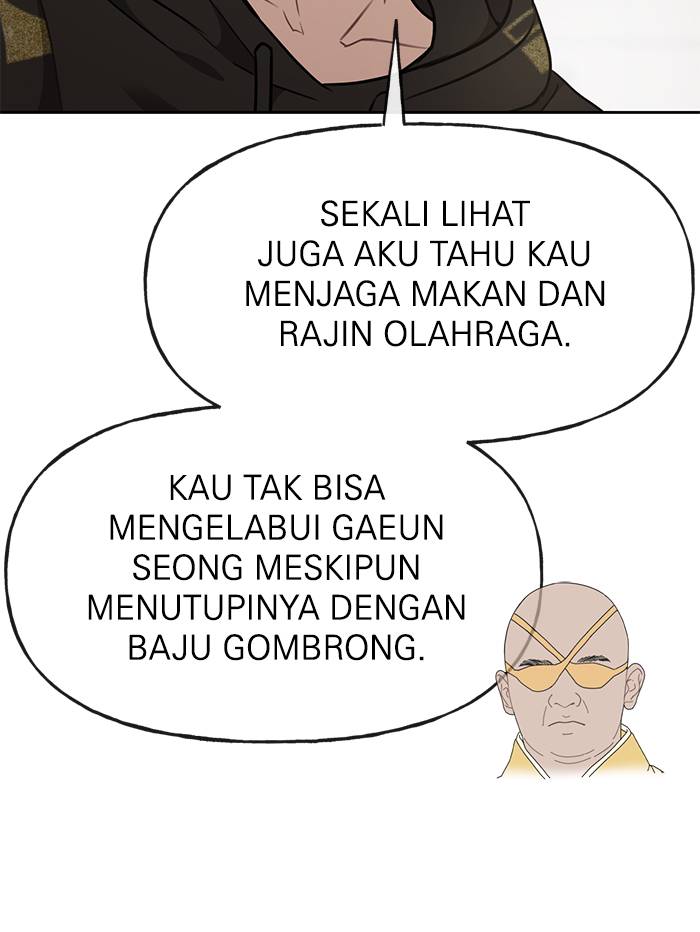 SEKALI LIHAT
JUGA AKU TAHU KAU
MENJAGA MAKAN DAN
RAJIN OLAHRAGA.
KAU TAK BISA
MENGELABUI GAEUN
SEONG MESKIPUN
MENUTUPINYA DENGAN
BAJU GOMBRONG.